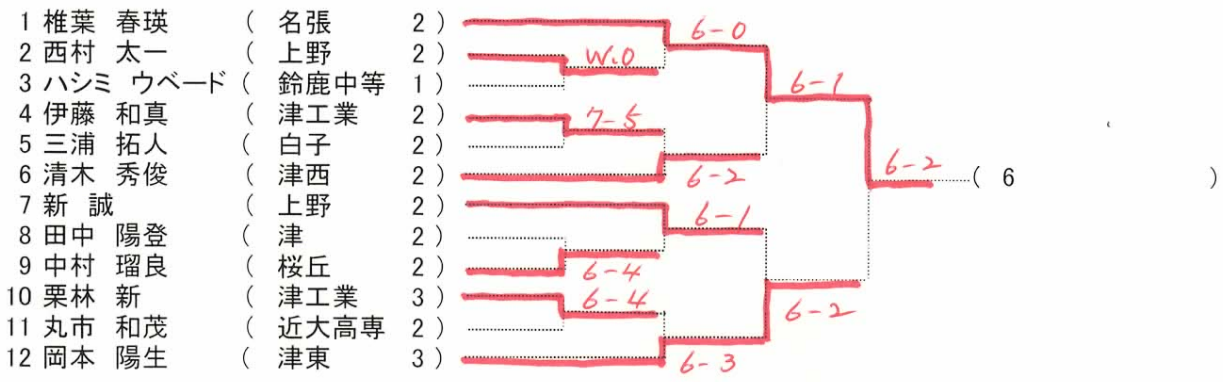 1 椎葉 春瑛 ( 名張 2 ) 6-0
2 西村 太一 ( 上野 2 ) W.O
3 ハシミ ウベード ( 鈴鹿中等 1 ) 6-1
4 伊藤 和真 ( 津工業 2 ) 7-5
5 三浦 拓人 ( 白子 2 )
6 清木 秀俊 ( 津西 2 ) 6-2 6-2 ( 6 )
7 新 誠 ( 上野 2 ) 6-1
8 田中 陽登 ( 津 2 )
9 中村 瑠良 ( 桜丘 2 ) 6-4
10 栗林 新 ( 津工業 3 ) 6-4 6-2
11 丸市 和茂 ( 近大高専 2 )
12 岡本 陽生 ( 津東 3 ) 6-3